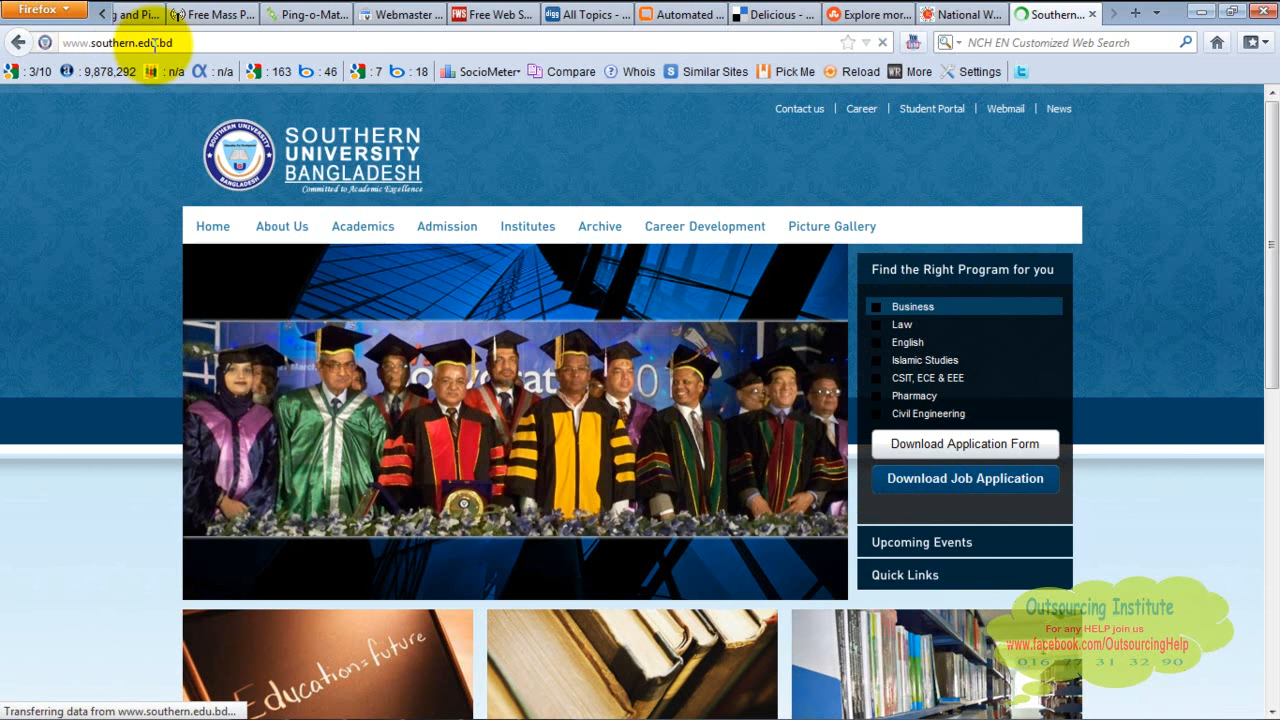 Firefox
g and Pi...
Free Mass P...
Ping-o-Mat...
Webmaster ...
FWS
Free Web S...
digg
All Topics - ...
Automated ...
Delicious - ...
Explore mor...
National W...
Southern...
www.southern.edu.bd
NCH EN Customized Web Search
: 3/10
: 9,878,292
: n/a
: n/a
: 163
: 46
: 7
: 18
SocioMeter
Compare
Whois
Similar Sites
Pick Me
Reload
More
Settings
Contact us | Career | Student Portal | Webmail | News
SOUTHERN
UNIVERSITY
BANGLADESH
Committed to Academic Excellence
SOUTHERN UNIVERSITY
BANGLADESH
Home
About Us
Academics
Admission
Institutes
Archive
Career Development
Picture Gallery
Find the Right Program for you
Business
Law
English
Islamic Studies
CSIT, ECE & EEE
Pharmacy
Civil Engineering
Download Application Form
Download Job Application
Upcoming Events
Quick Links
Education = future
Outsourcing Institute
For any HELP join us
www.facebook.com/OutsourcingHelp
016 77 31 32 90
Transferring data from www.southern.edu.bd...